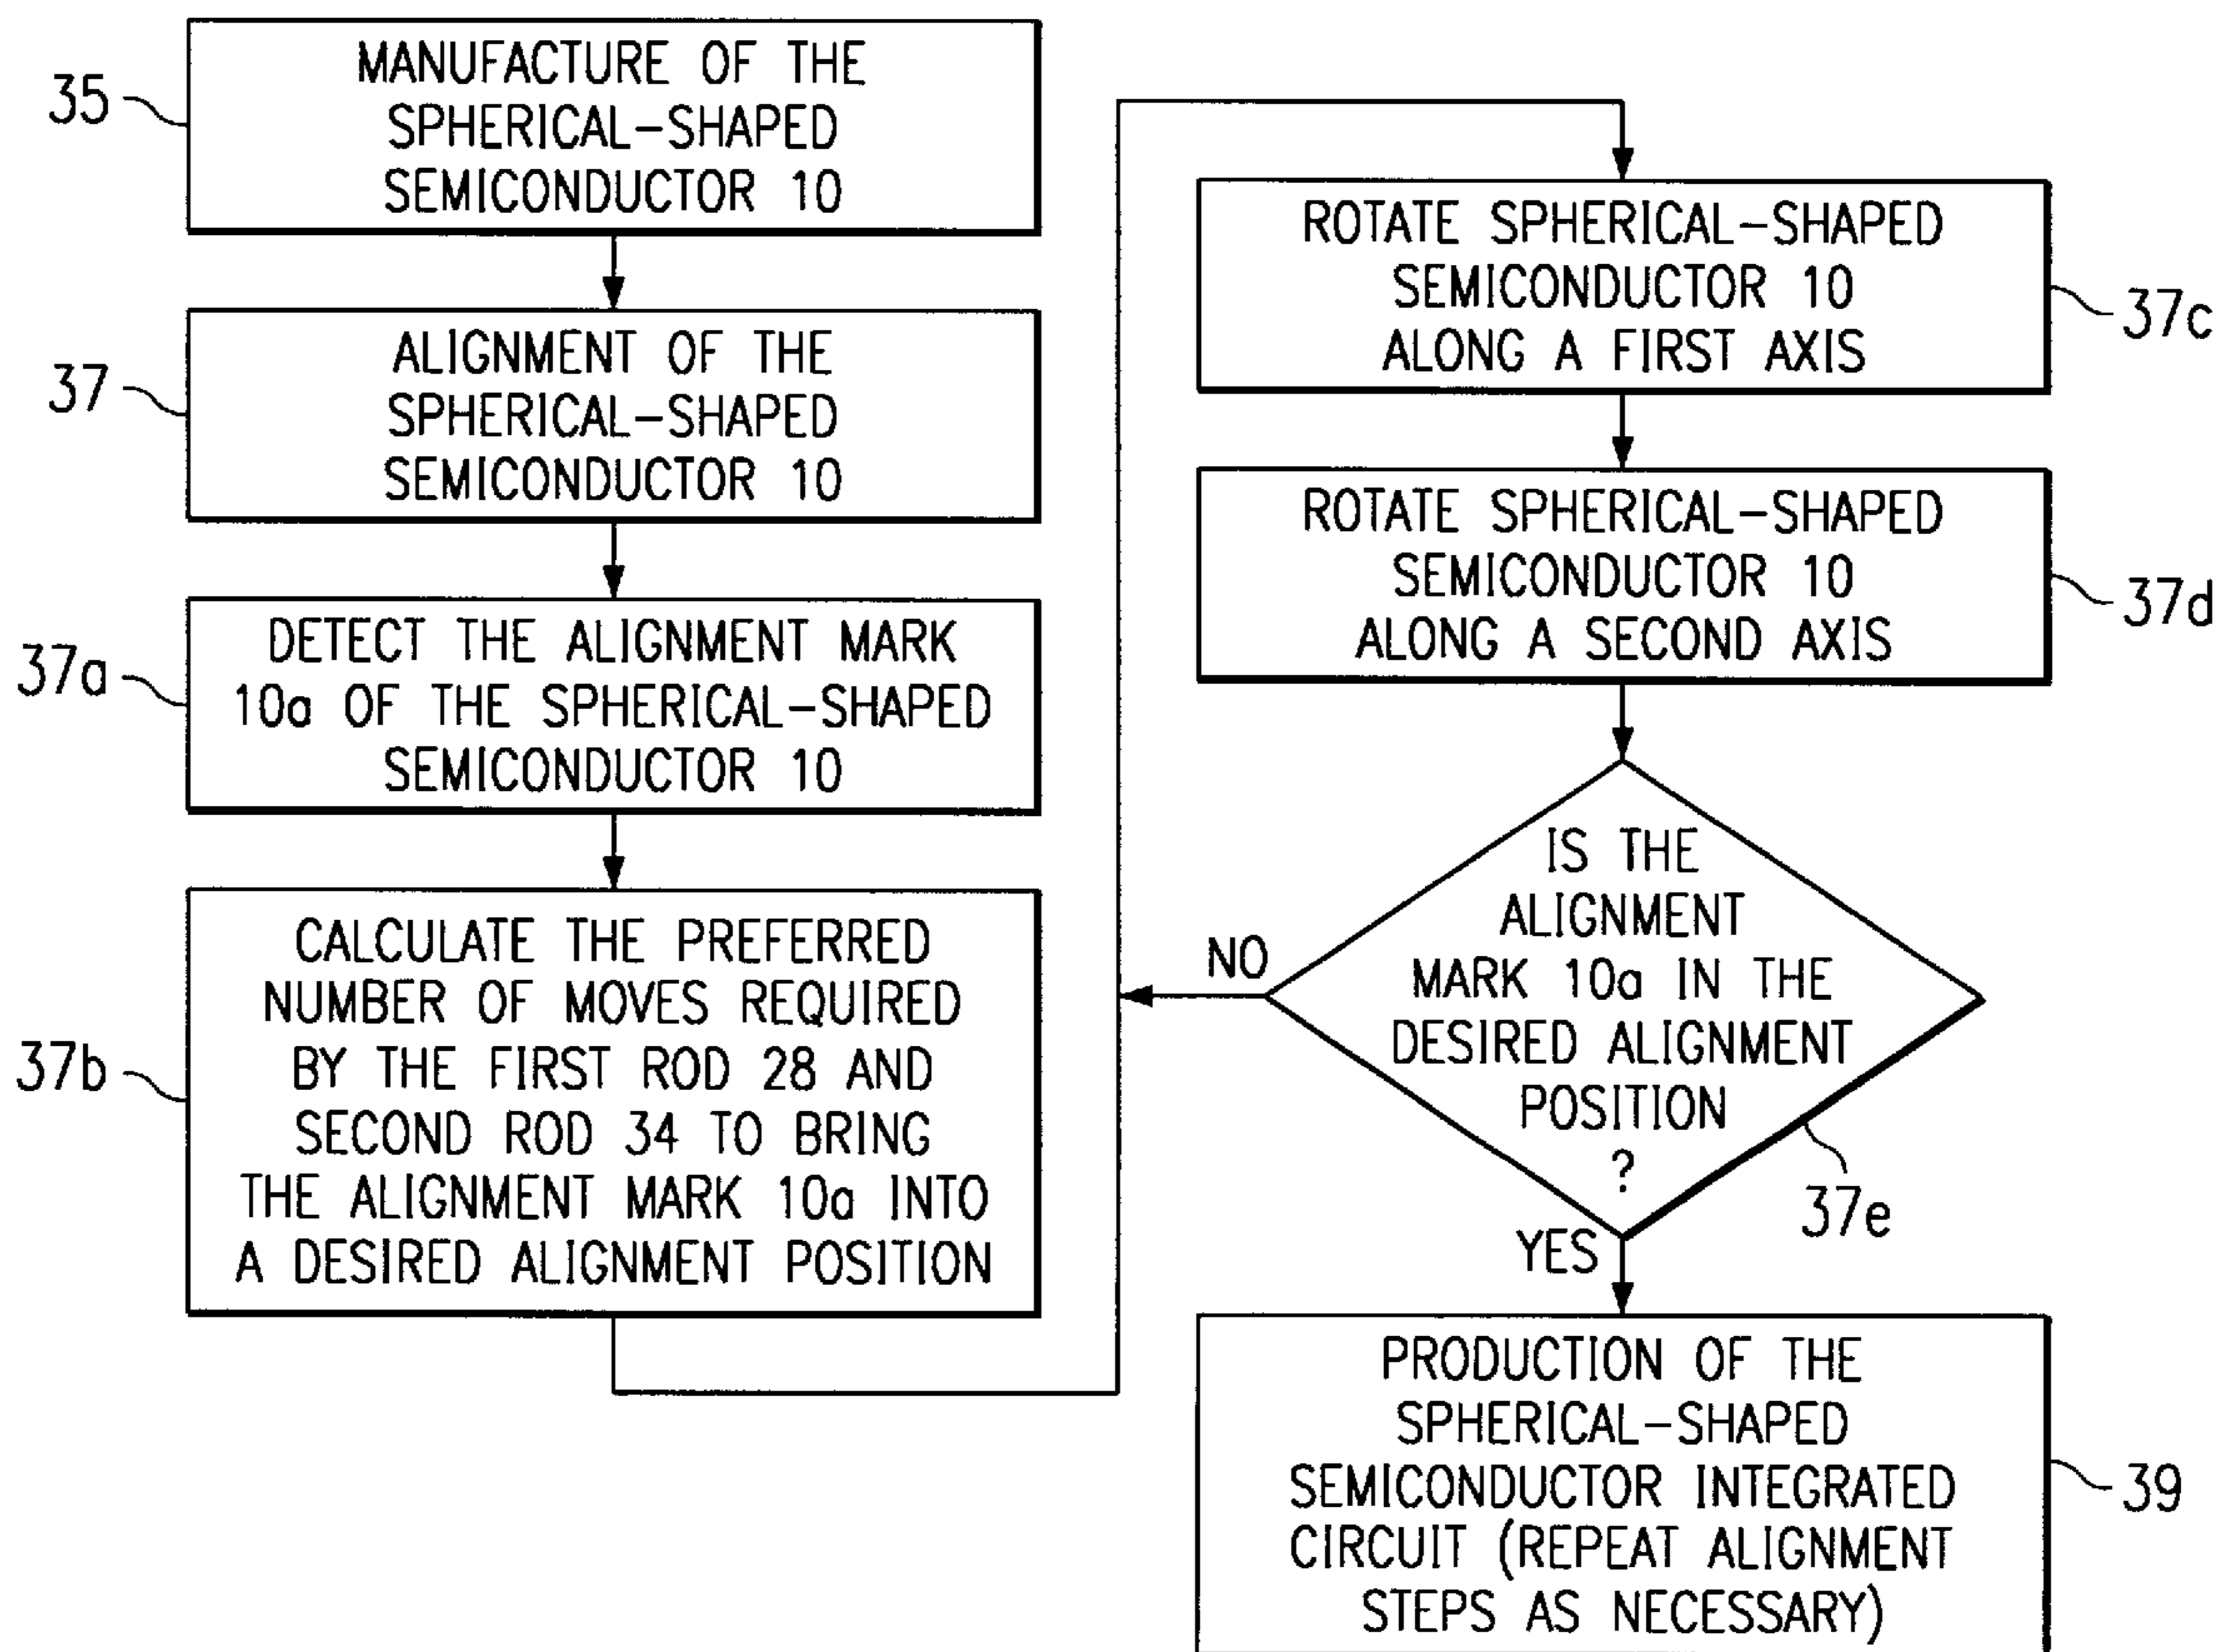 35
MANUFACTURE OF THE
SPHERICAL-SHAPED
SEMICONDUCTOR 10
37
ALIGNMENT OF THE
SPHERICAL-SHAPED
SEMICONDUCTOR 10
37a
DETECT THE ALIGNMENT MARK
10a OF THE SPHERICAL-SHAPED
SEMICONDUCTOR 10
37b
CALCULATE THE PREFERRED
NUMBER OF MOVES REQUIRED
BY THE FIRST ROD 28 AND
SECOND ROD 34 TO BRING
THE ALIGNMENT MARK 10a INTO
A DESIRED ALIGNMENT POSITION
ROTATE SPHERICAL-SHAPED
SEMICONDUCTOR 10
ALONG A FIRST AXIS
37c
ROTATE SPHERICAL-SHAPED
SEMICONDUCTOR 10
ALONG A SECOND AXIS
37d
IS THE
ALIGNMENT
MARK 10a IN THE
DESIRED ALIGNMENT
POSITION
?
37e
NO
YES
PRODUCTION OF THE
SPHERICAL-SHAPED
SEMICONDUCTOR INTEGRATED
CIRCUIT (REPEAT ALIGNMENT
STEPS AS NECESSARY)
39